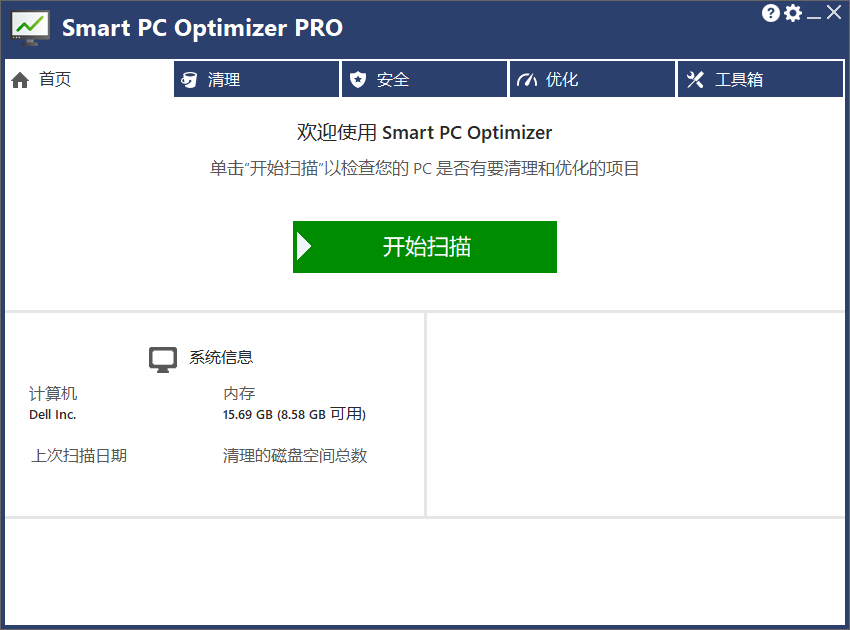 Smart PC Optimizer PRO
?
首页
清理
安全
优化
工具箱
欢迎使用 Smart PC Optimizer
单击“开始扫描”以检查您的 PC 是否有要清理和优化的项目
开始扫描
系统信息
计算机 内存
Dell Inc. 15.69 GB (8.58 GB 可用)
上次扫描日期 清理的磁盘空间总数